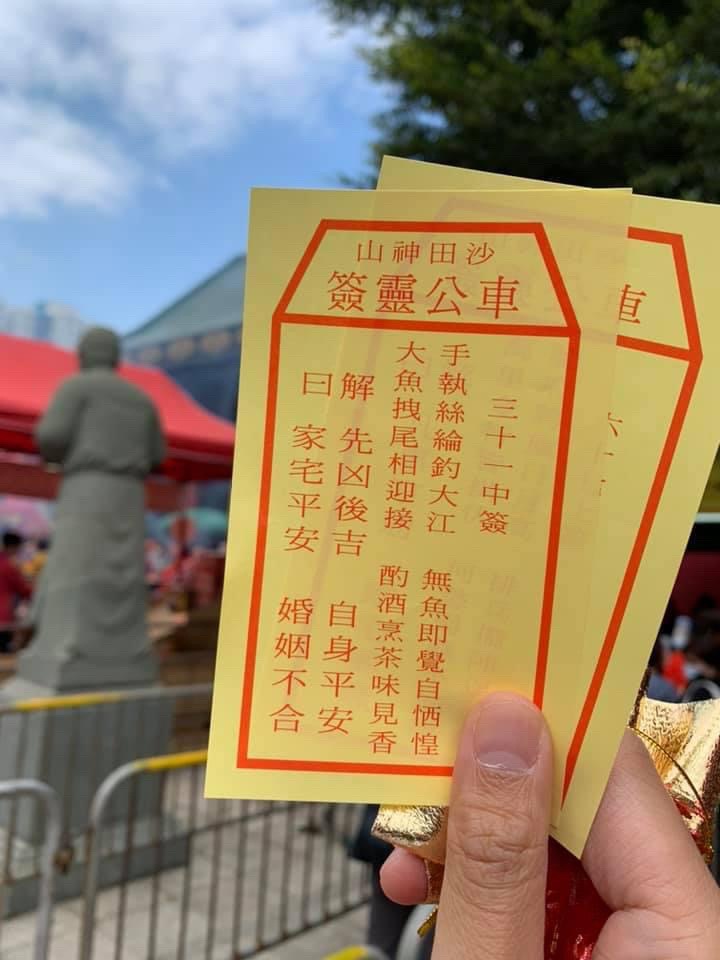 沙田神山
車公靈簽
三十一中簽
手執絲綸釣大江　無魚即覺自恓惶
大魚拽尾相迎接　酌酒烹茶味見香
解　先凶後吉　自身平安
曰　家宅平安　婚姻不合
車